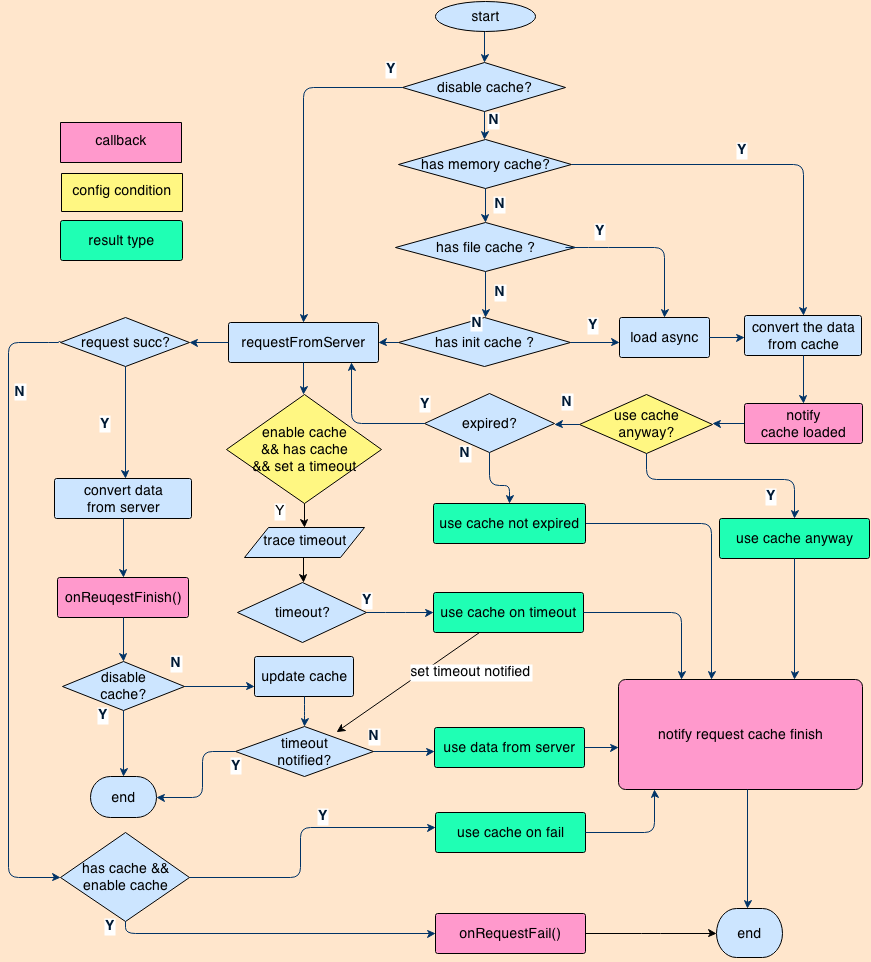 start
Y
disable cache?
N
callback
has memory cache?
Y
config condition
N
result type
has file cache ?
Y
N
request succ?
requestFromServer
N
has init cache ?
Y
load async
convert the data
from cache
N
Y
enable cache
&& has cache
&& set a timeout
Y
expired?
N
N
use cache
anyway?
notify
cache loaded
convert data
from server
Y
Y
trace timeout
use cache not expired
use cache anyway
onReuqestFinish()
timeout?
Y
use cache on timeout
set timeout notified
disable
cache?
N
Y
update cache
timeout
notified?
N
Y
use data from server
notify request cache finish
end
Y
use cache on fail
has cache &&
enable cache
Y
onRequestFail()
end